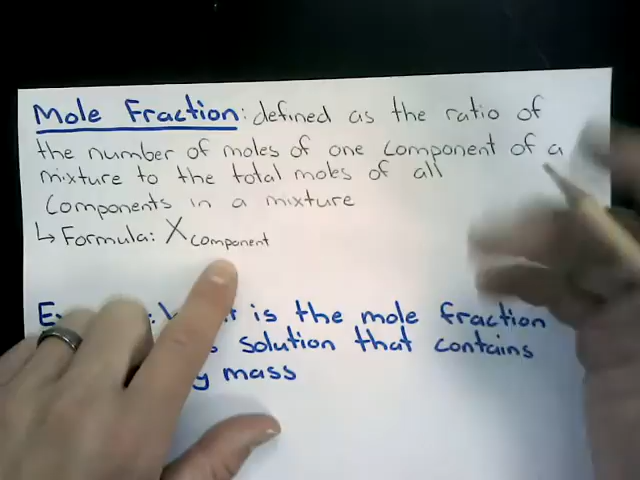 Mole Fraction: defined as the ratio of
the number of moles of one component of a
mixture to the total moles of all
components in a mixture
↳ Formula: X component
is the mole fraction
solution that contains
mass